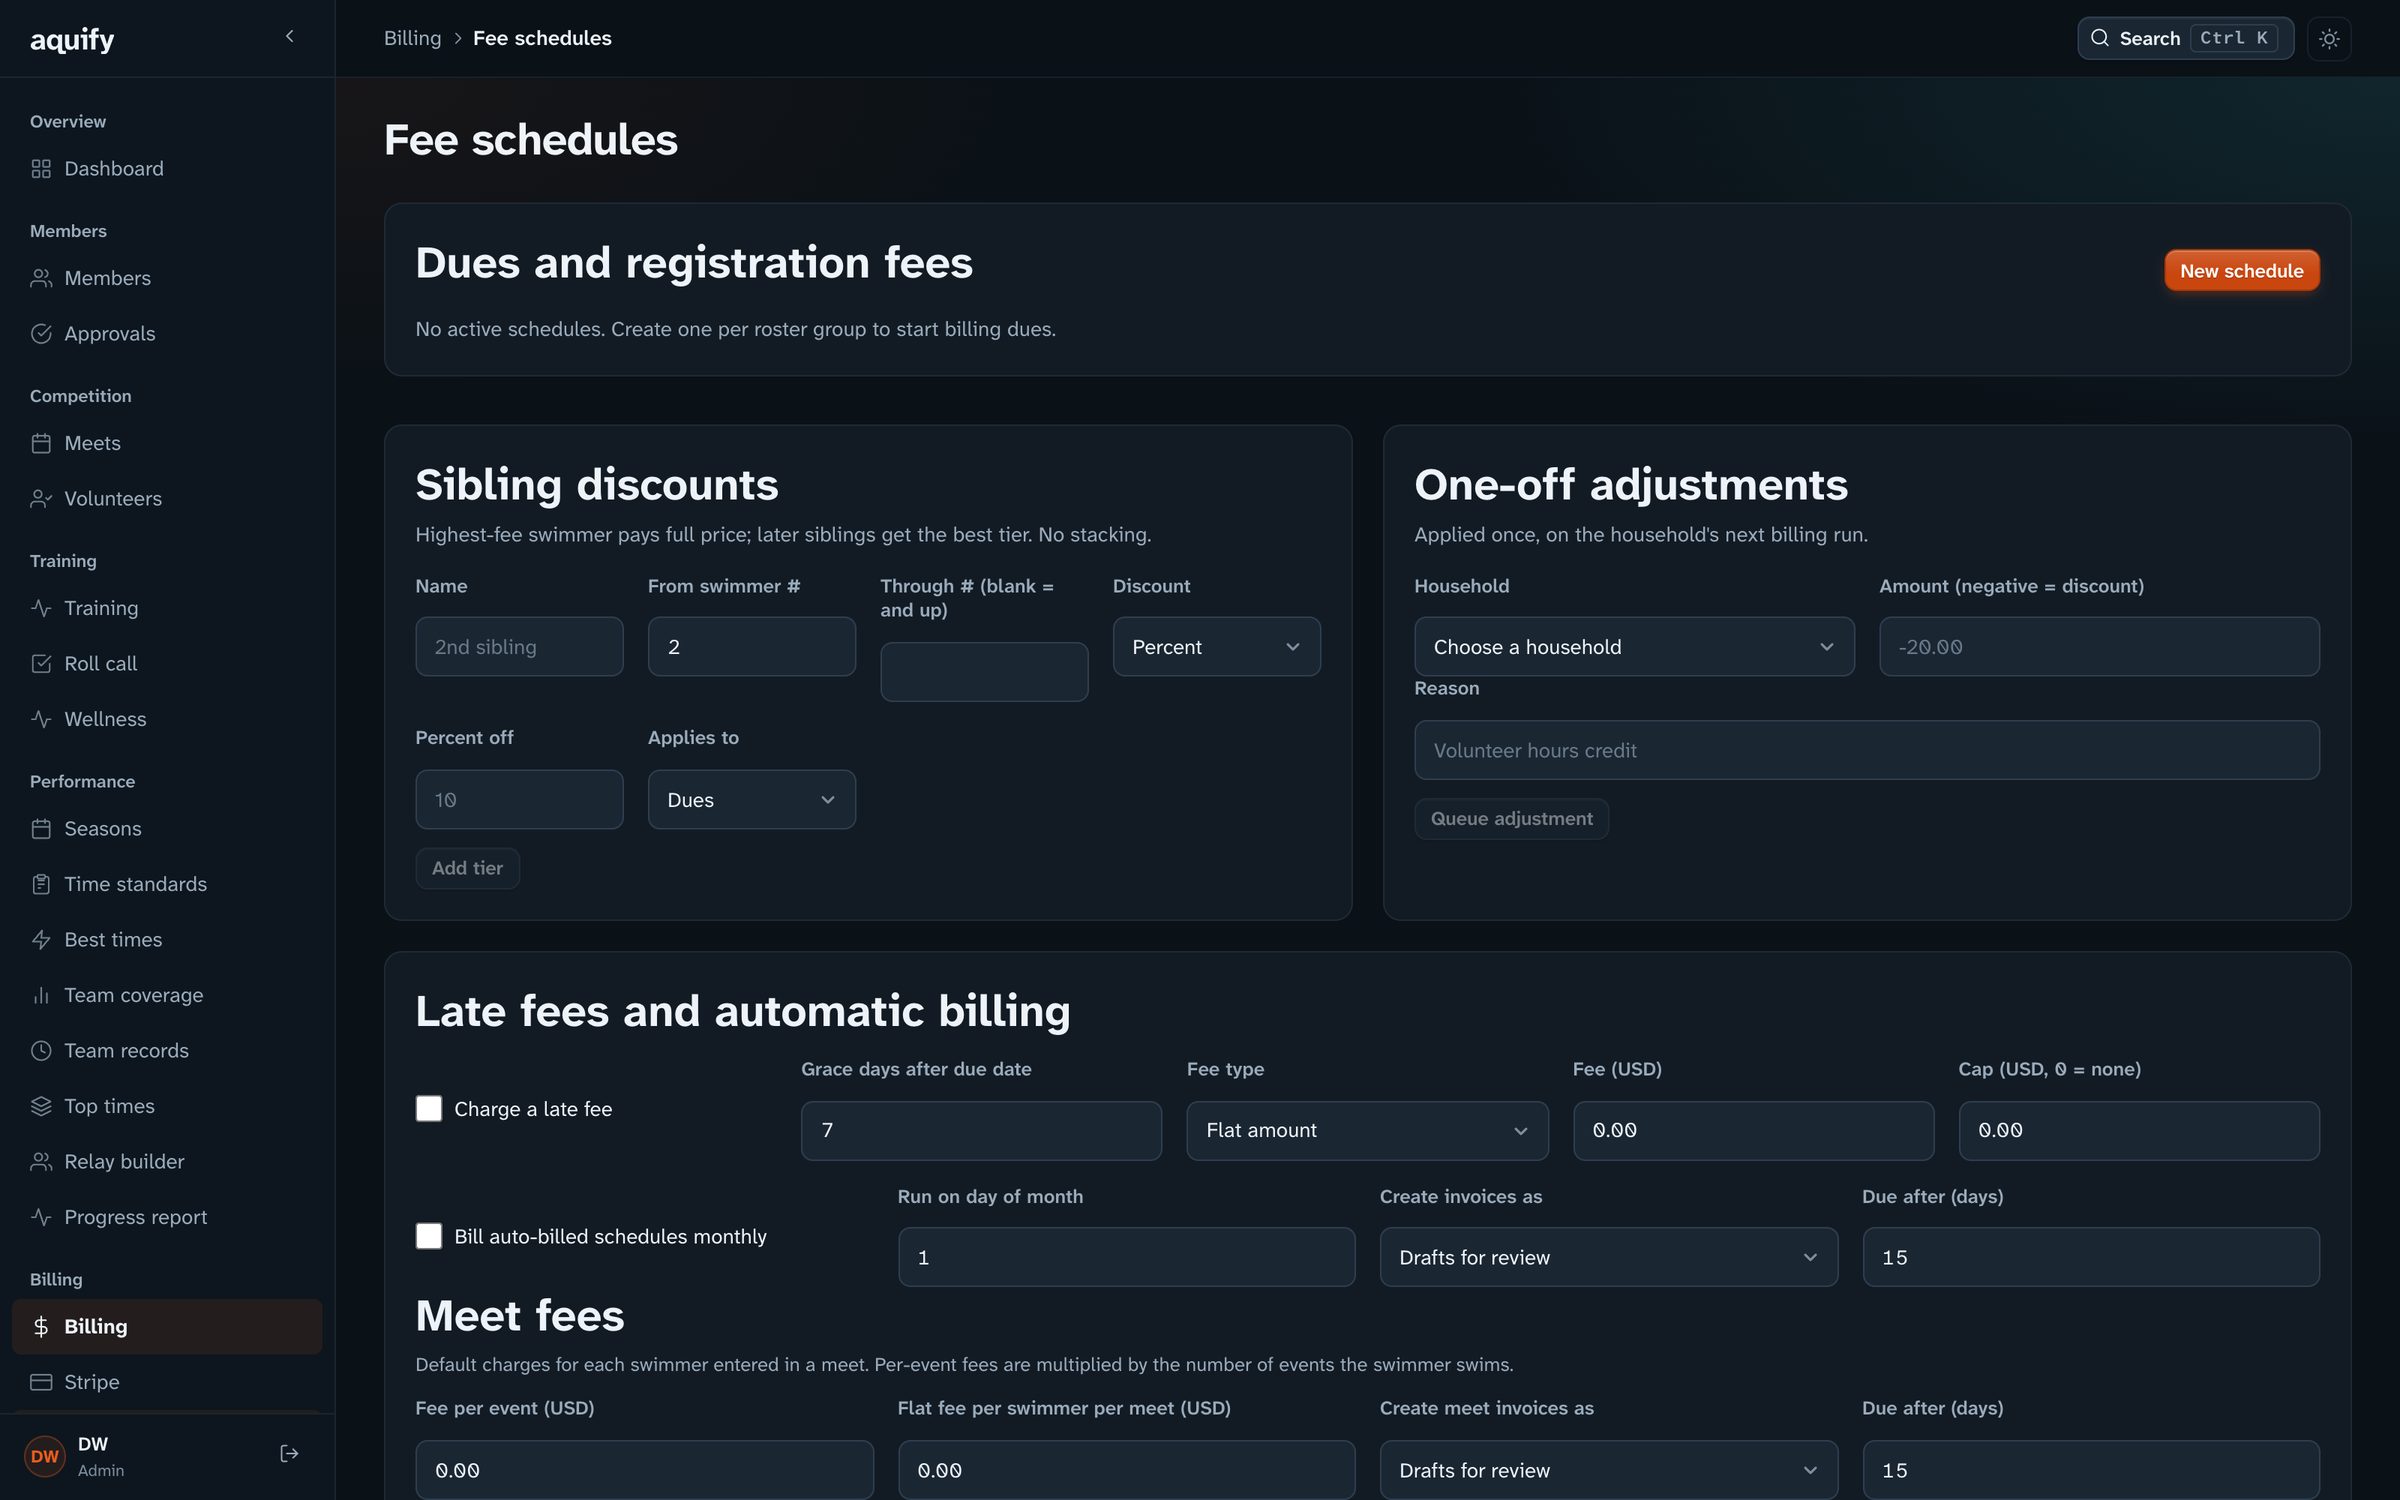 aquify
Billing > Fee schedules
Search Ctrl K
Overview
Dashboard
Members
Members
Approvals
Competition
Meets
Volunteers
Training
Training
Roll call
Wellness
Performance
Seasons
Time standards
Best times
Team coverage
Team records
Top times
Relay builder
Progress report
Billing
Billing
Stripe
DW
DW
Admin
Fee schedules
Dues and registration fees
New schedule
No active schedules. Create one per roster group to start billing dues.
Sibling discounts
Highest-fee swimmer pays full price; later siblings get the best tier. No stacking.
Name
From swimmer #
Through # (blank =
and up)
Discount
2nd sibling
2
Percent
Percent off
Applies to
10
Dues
Add tier
One-off adjustments
Applied once, on the household's next billing run.
Household
Amount (negative = discount)
Choose a household
-20.00
Reason
Volunteer hours credit
Queue adjustment
Late fees and automatic billing
Charge a late fee
Grace days after due date
Fee type
Fee (USD)
Cap (USD, 0 = none)
7
Flat amount
0.00
0.00
Bill auto-billed schedules monthly
Run on day of month
Create invoices as
Due after (days)
1
Drafts for review
15
Meet fees
Default charges for each swimmer entered in a meet. Per-event fees are multiplied by the number of events the swimmer swims.
Fee per event (USD)
Flat fee per swimmer per meet (USD)
Create meet invoices as
Due after (days)
0.00
0.00
Drafts for review
15